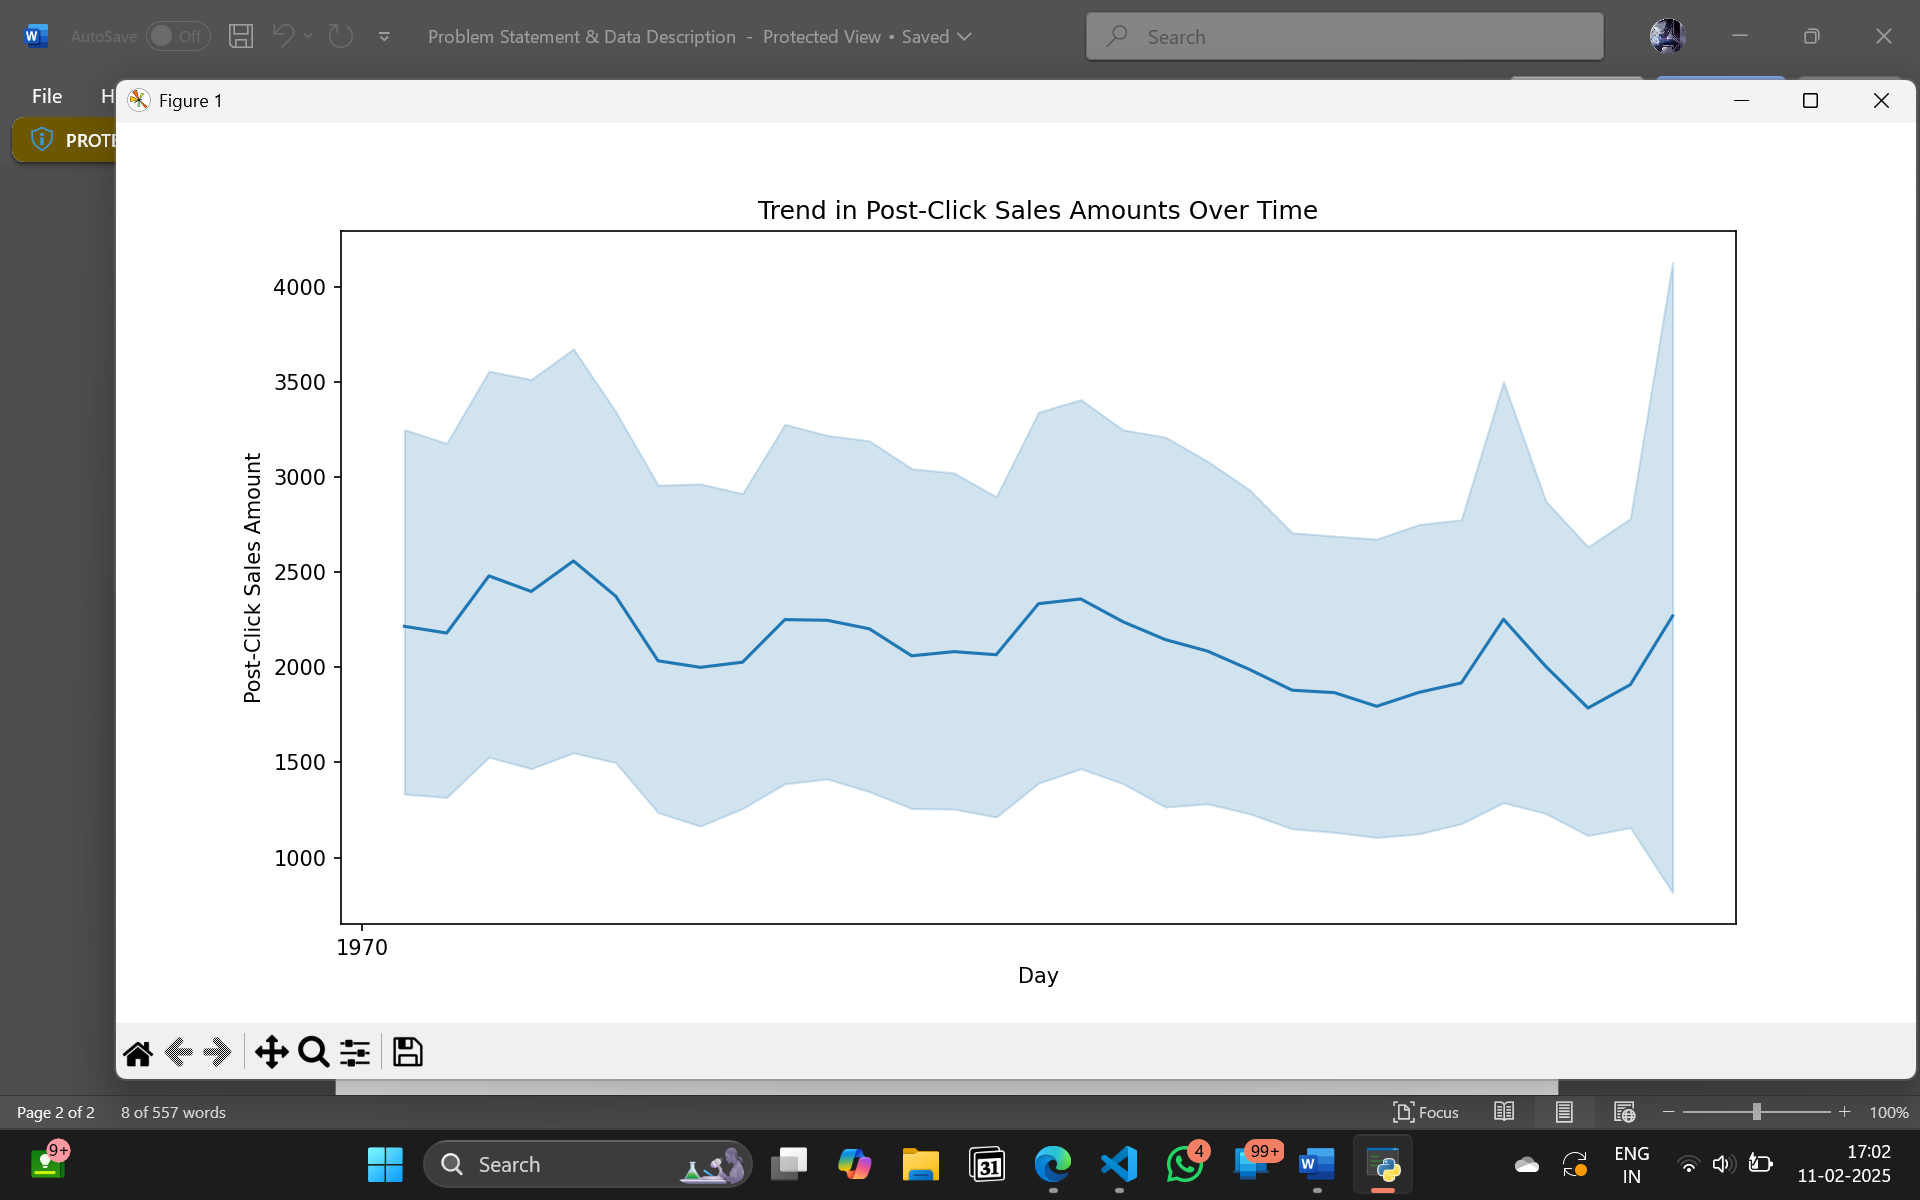 AutoSave Off Problem Statement & Data Description - Protected View • Saved Search
File H
PROTE
Figure 1
Trend in Post-Click Sales Amounts Over Time
Post-Click Sales Amount
4000
3500
3000
2500
2000
1500
1000
1970
Day
Page 2 of 2 8 of 557 words Focus 100%
9+ Search 31 4 99+ ENG IN 17:02
11-02-2025